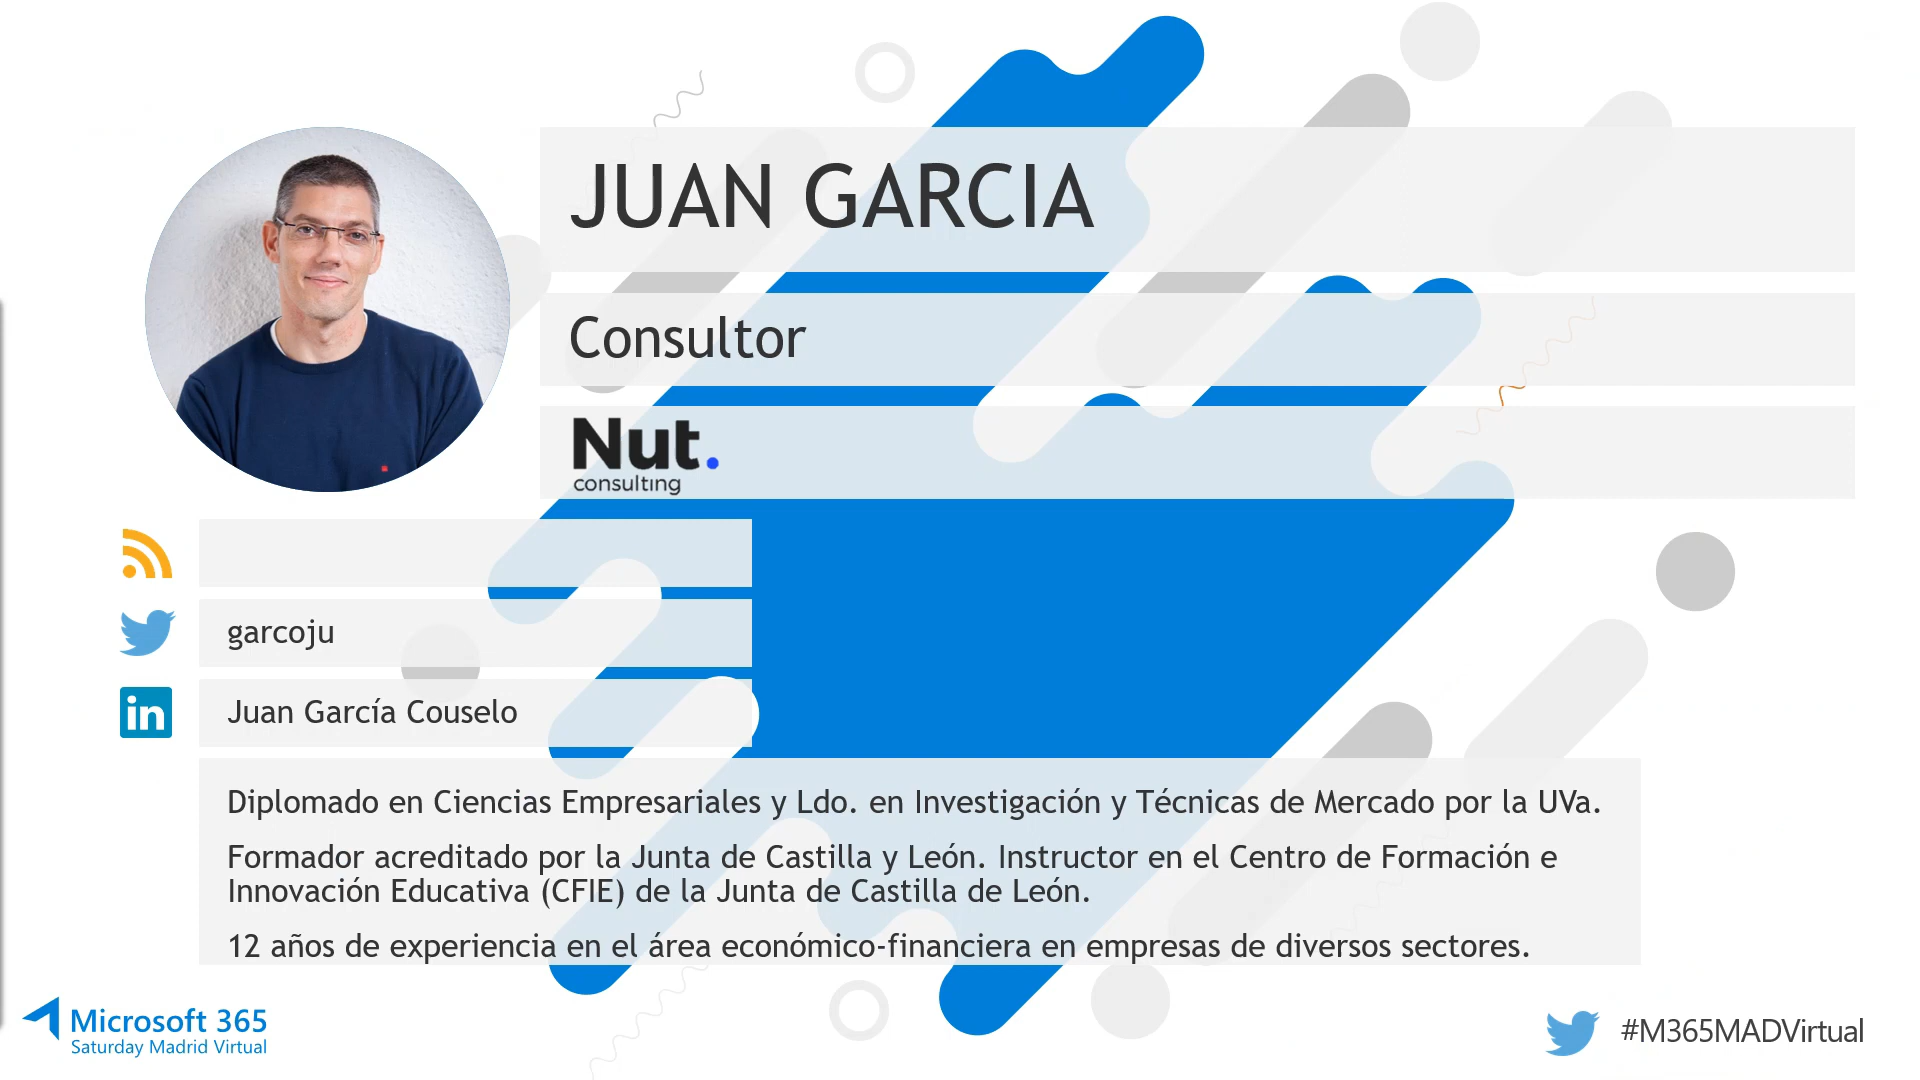 JUAN GARCIA
Consultor
Nut.
consulting
garcoju
Juan García Couselo
Diplomado en Ciencias Empresariales y Ldo. en Investigación y Técnicas de Mercado por la UVa.
Formador acreditado por la Junta de Castilla y León. Instructor en el Centro de Formación e
Innovación Educativa (CFIE) de la Junta de Castilla de León.
12 años de experiencia en el área económico-financiera en empresas de diversos sectores.
Microsoft 365
Saturday Madrid Virtual
#M365MADVirtual